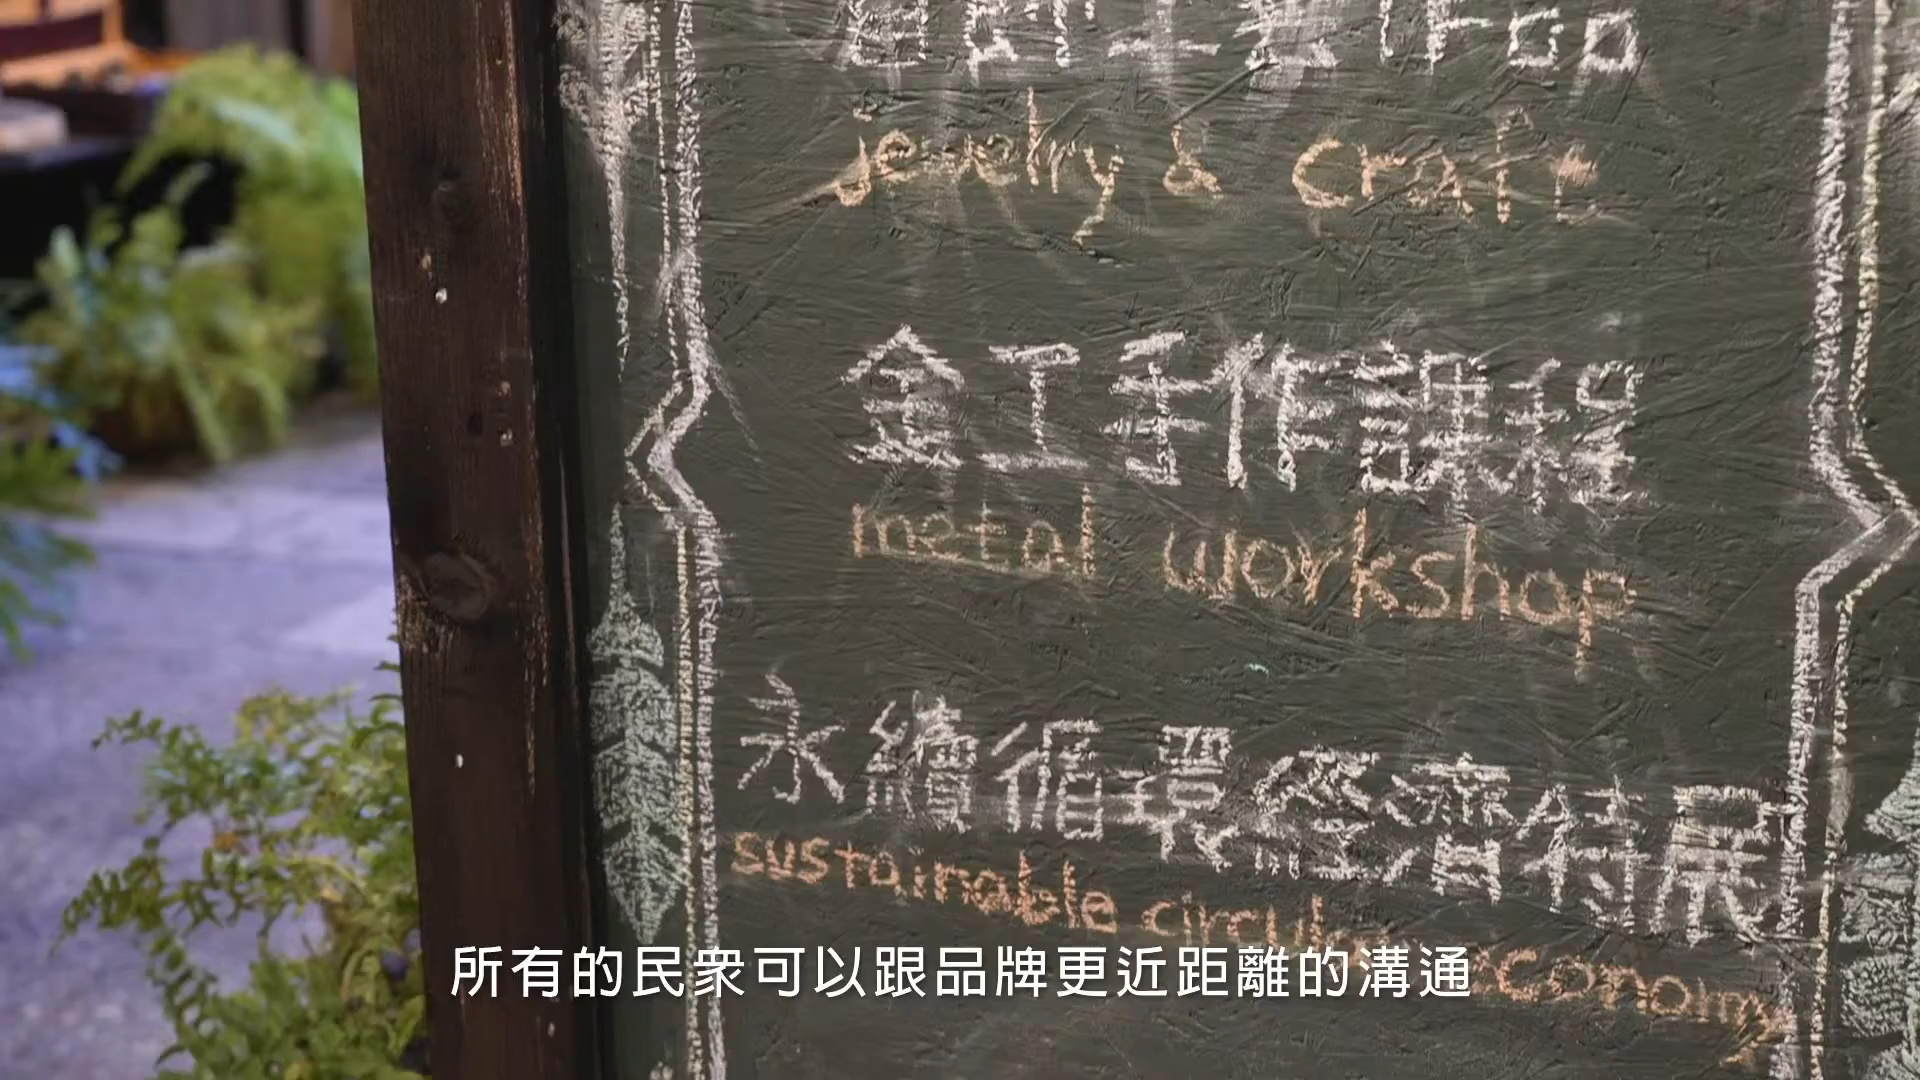 jewelry & craft
金工手作課程
metal workshop
永續循環經濟特展
sustainable circular economy
所有的民眾可以跟品牌更近距離的溝通